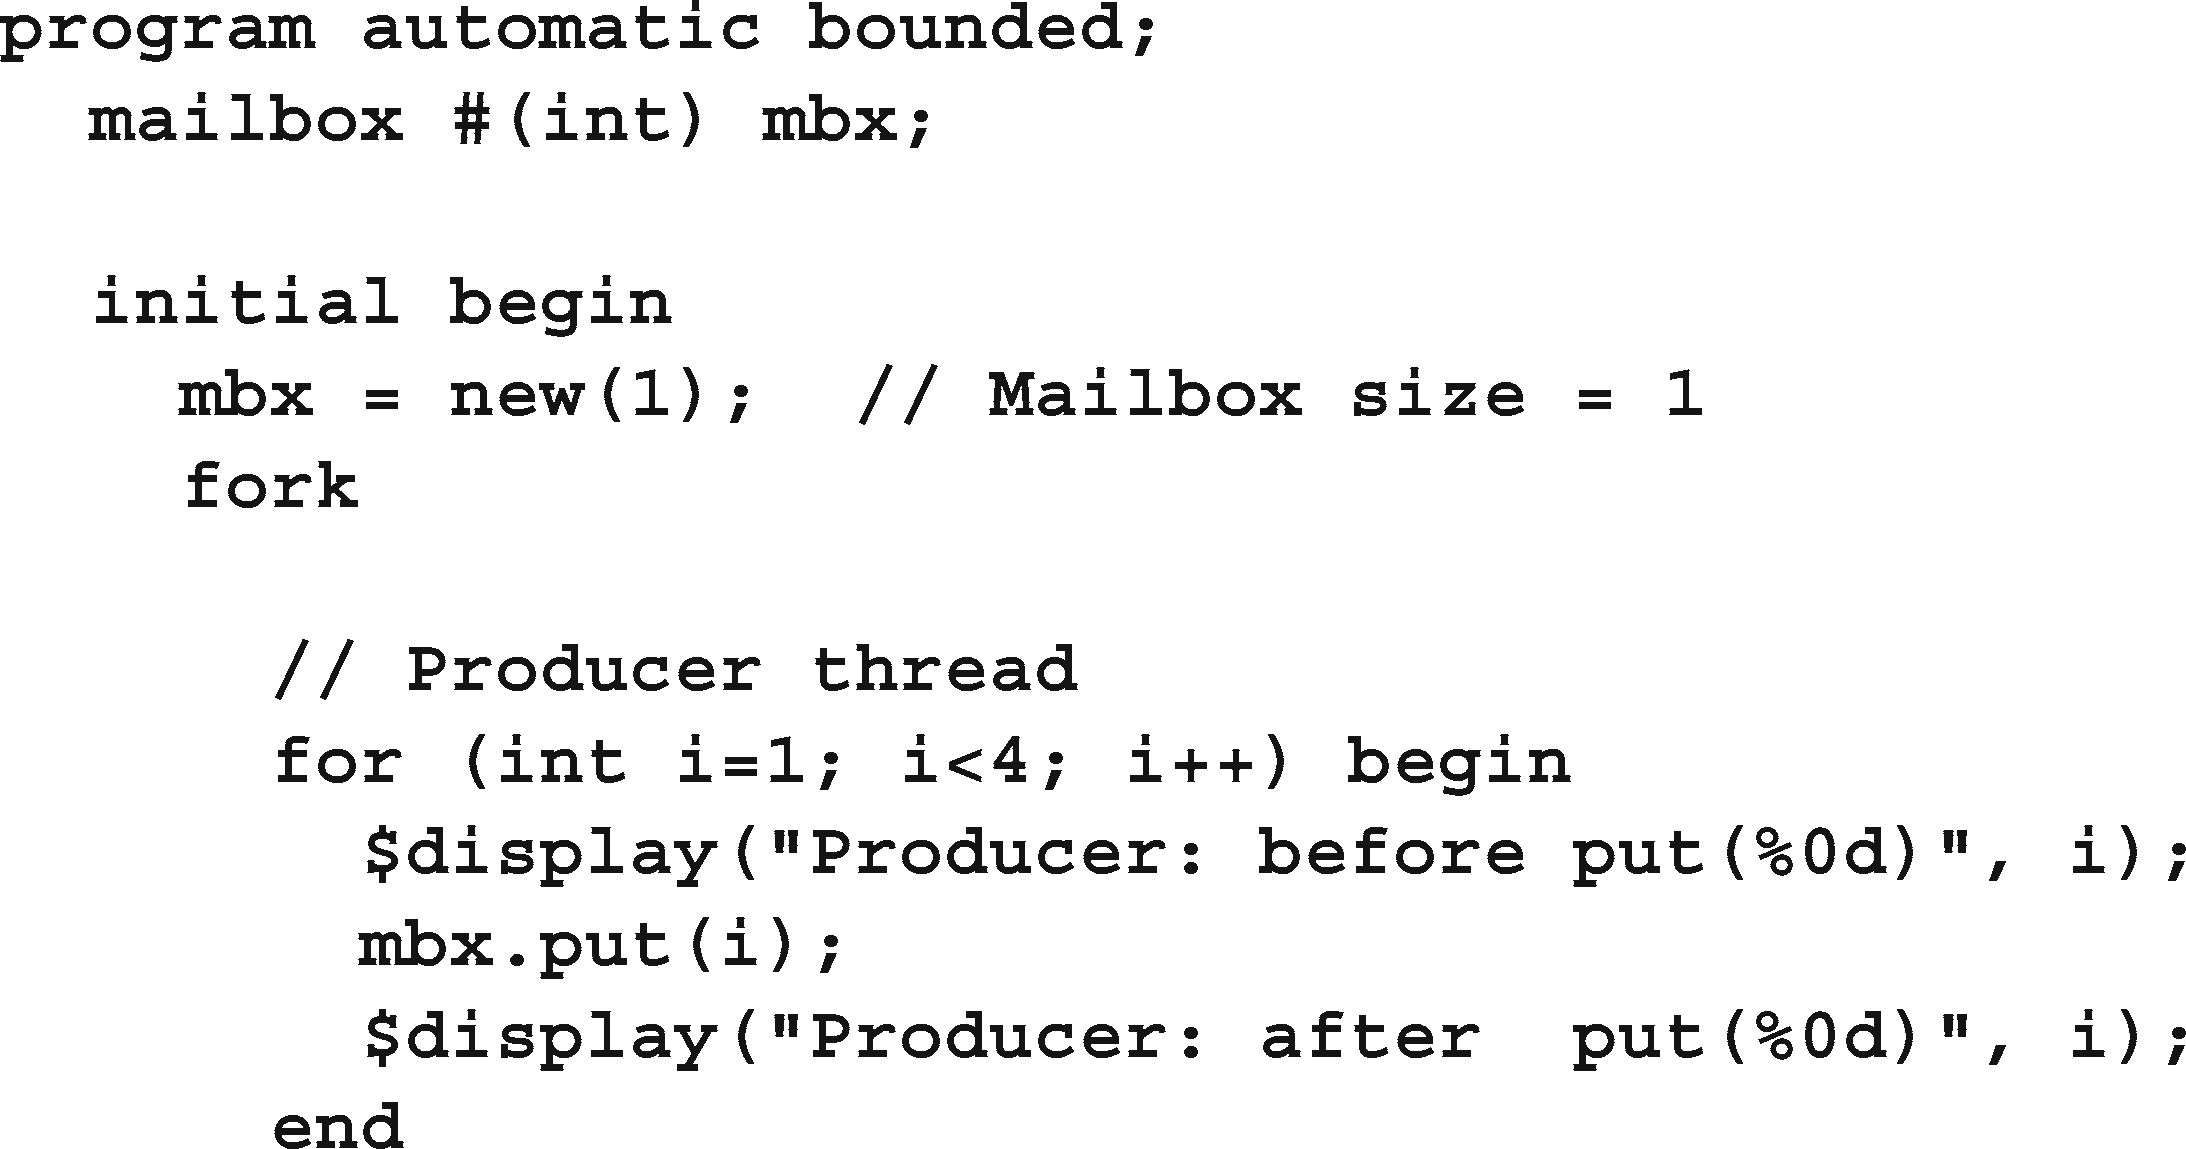 program automatic bounded;
  mailbox #(int) mbx;

  initial begin
    mbx = new(1);  // Mailbox size = 1
    fork

      // Producer thread
      for (int i=1; i<4; i++) begin
        $display("Producer: before put(%0d)", i);
        mbx.put(i);
        $display("Producer: after  put(%0d)", i);
      end